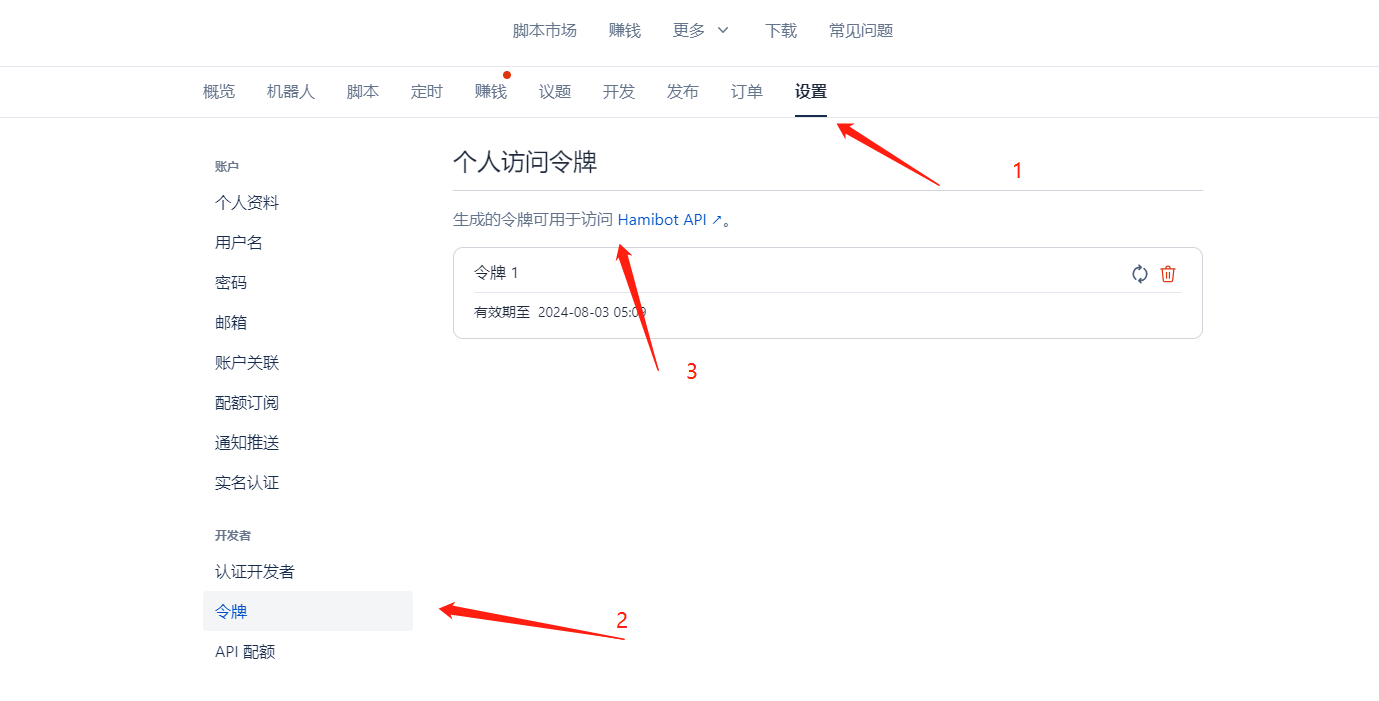 脚本市场 赚钱 更多 下载 常见问题
概览 机器人 脚本 定时 赚钱 议题 开发 发布 订单 设置
账户
个人资料
用户名
密码
邮箱
账户关联
配额订阅
通知推送
实名认证
开发者
认证开发者
令牌
API 配额
个人访问令牌
1
生成的令牌可用于访问 Hamibot API ↗。
令牌 1
有效期至 2024-08-03 05:09
3
2